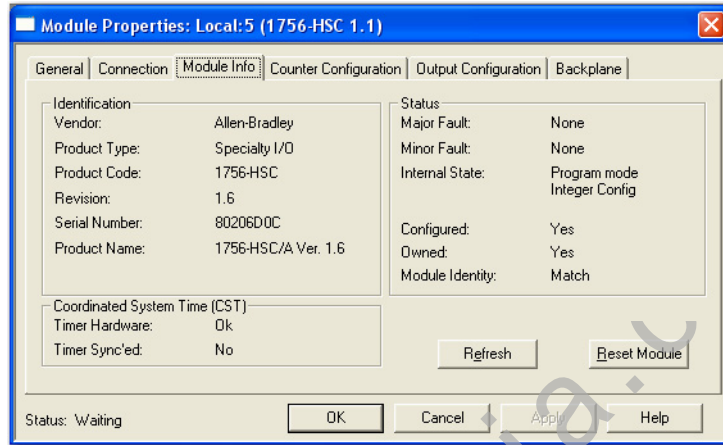 Module Properties: Local:5 (1756-HSC 1.1)
General Connection Module Info Counter Configuration Output Configuration Backplane
Identification
Vendor: Allen-Bradley
Product Type: Specialty I/O
Product Code: 1756-HSC
Revision: 1.6
Serial Number: 80206D0C
Product Name: 1756-HSC/A Ver. 1.6
Status
Major Fault: None
Minor Fault: None
Internal State: Program mode
Integer Config
Configured: Yes
Owned: Yes
Module Identity: Match
Coordinated System Time (CST)
Timer Hardware: Ok
Timer Sync'ed: No
Refresh Reset Module
Status: Waiting OK Cancel Apply Help